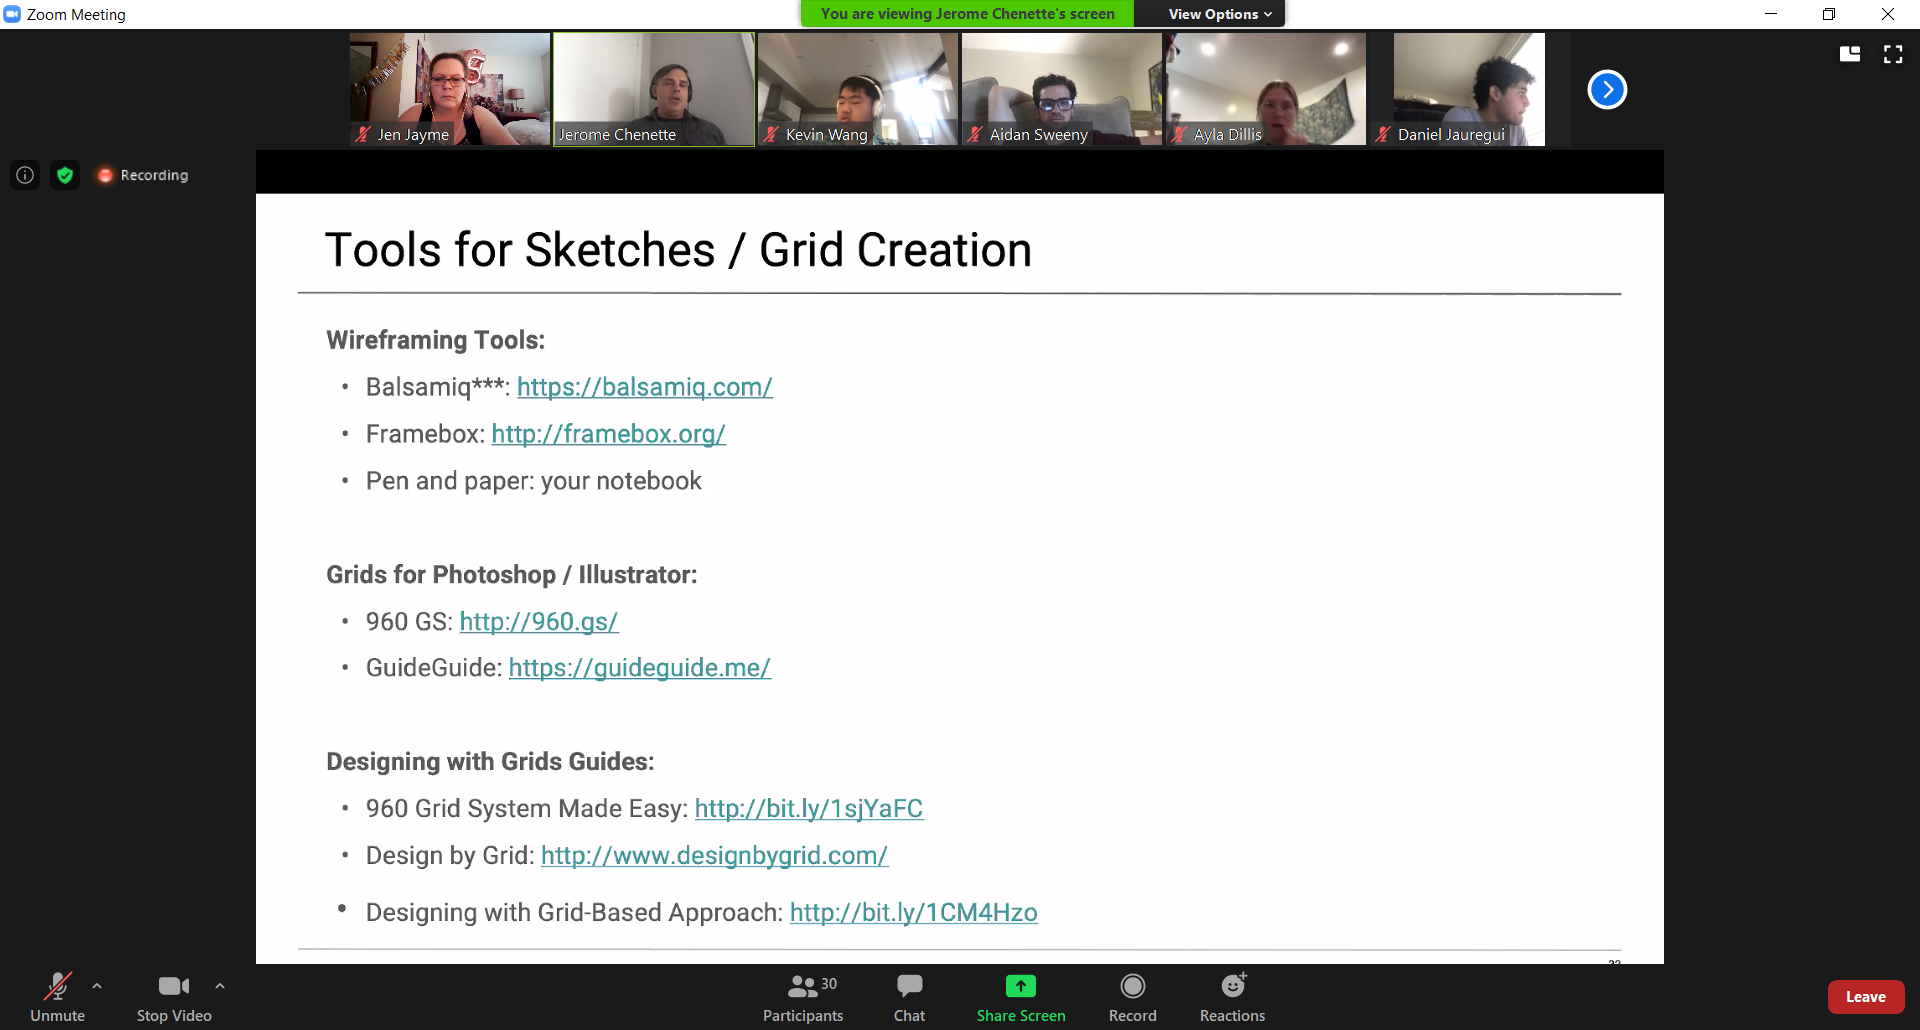 Zoom Meeting
You are viewing Jerome Chenette's screen
View Options
Jen Jayme
Jerome Chenette
Kevin Wang
Aidan Sweeny
Ayla Dillis
Daniel Jauregui
Recording
Tools for Sketches / Grid Creation
Wireframing Tools:
• Balsamiq***: https://balsamiq.com/
• Framebox: http://framebox.org/
• Pen and paper: your notebook
Grids for Photoshop / Illustrator:
• 960 GS: http://960.gs/
• GuideGuide: https://guideguide.me/
Designing with Grids Guides:
• 960 Grid System Made Easy: http://bit.ly/1sjYaFC
• Design by Grid: http://www.designbygrid.com/
• Designing with Grid-Based Approach: http://bit.ly/1CM4Hzo
Unmute
Stop Video
30
Participants
Chat
Share Screen
Record
Reactions
Leave